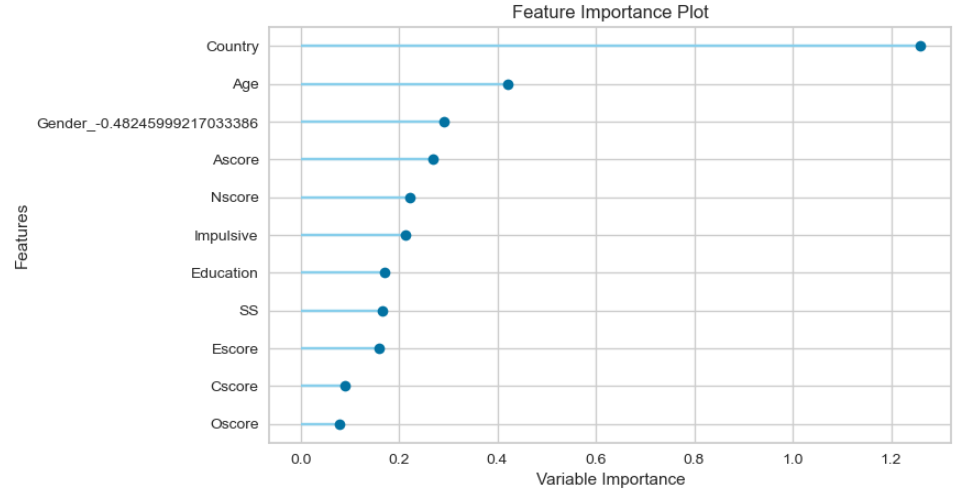 Feature Importance Plot
Country
Age
Gender_-0.48245999217033386
Ascore
Nscore
Impulsive
Education
SS
Escore
Cscore
Oscore
Features
0.0 0.2 0.4 0.6 0.8 1.0 1.2
Variable Importance